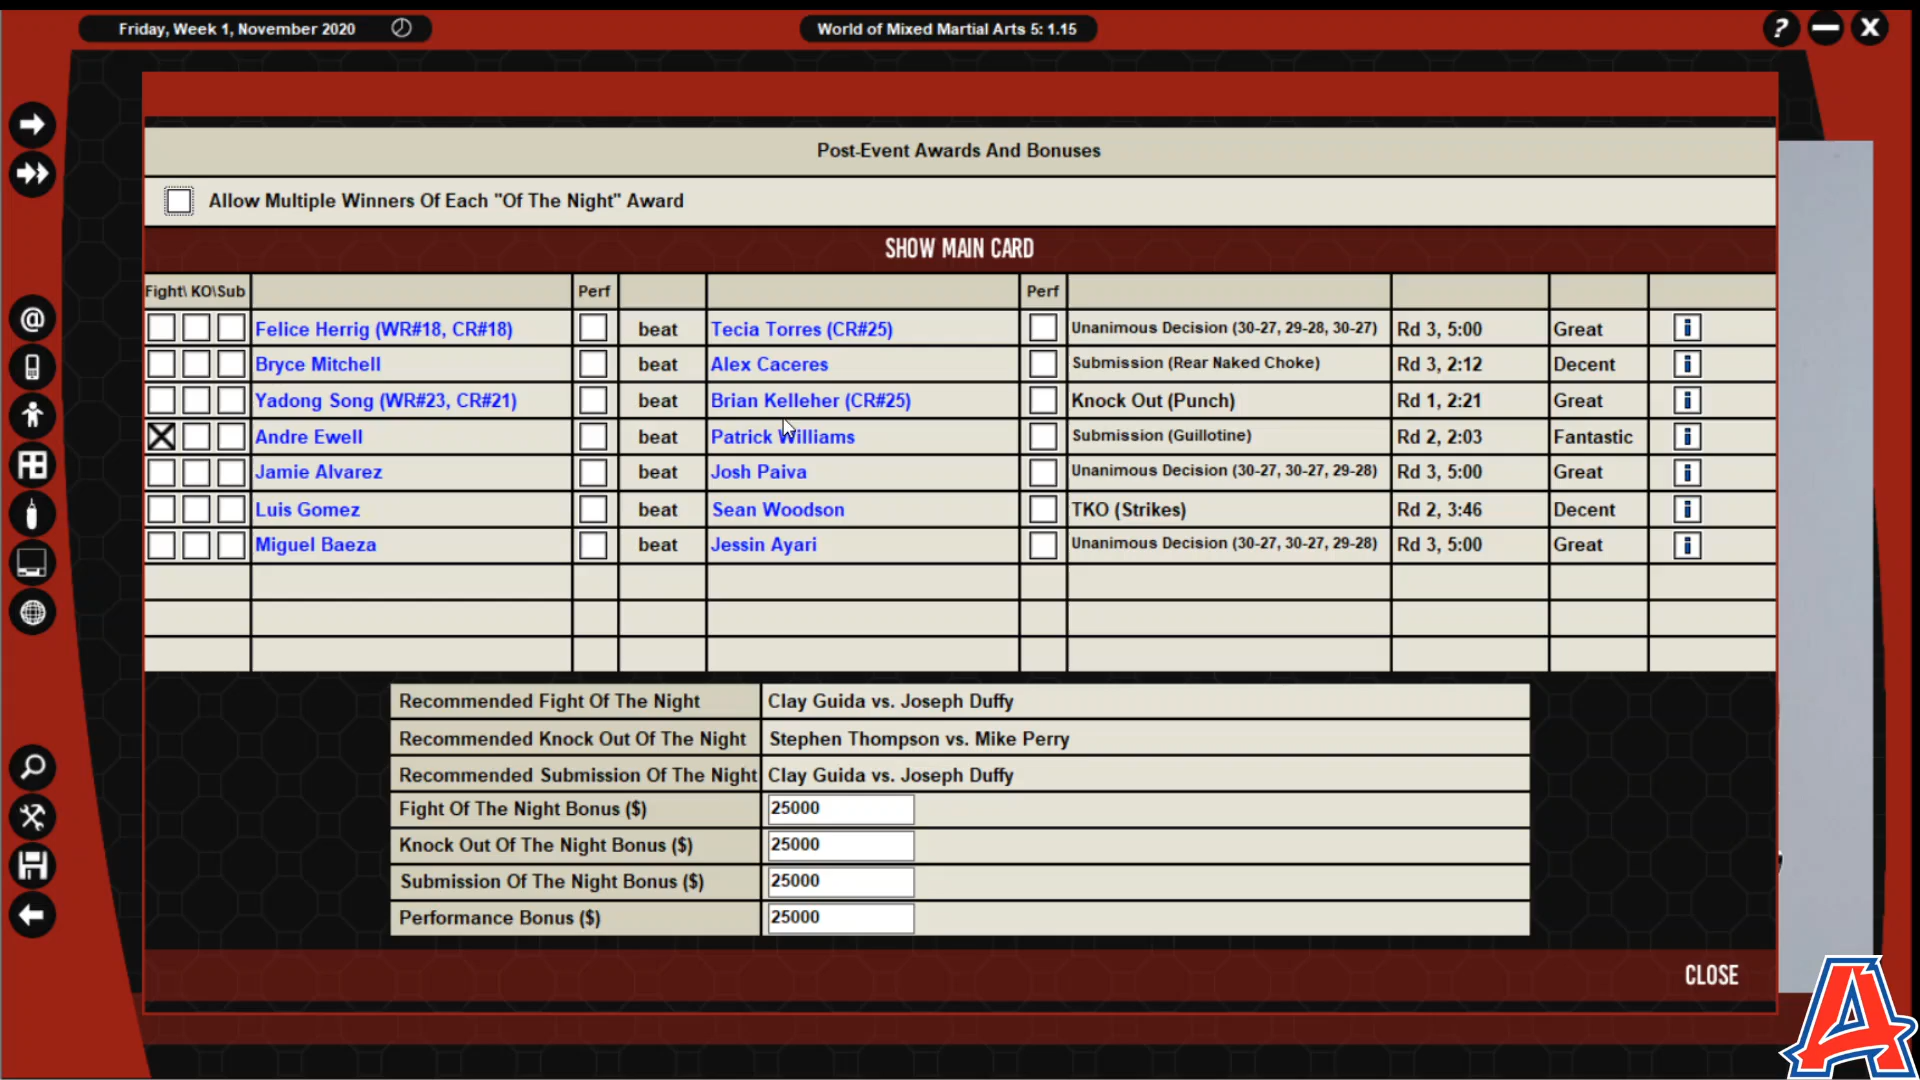 Friday, Week 1, November 2020
World of Mixed Martial Arts 5: 1.15
? X
Post-Event Awards And Bonuses
Allow Multiple Winners Of Each "Of The Night" Award
SHOW MAIN CARD
Fight\ KO\Sub Perf Perf
Felice Herrig (WR#18, CR#18) beat Tecia Torres (CR#25) Unanimous Decision (30-27, 29-28, 30-27) Rd 3, 5:00 Great i
Bryce Mitchell beat Alex Caceres Submission (Rear Naked Choke) Rd 3, 2:12 Decent i
Yadong Song (WR#23, CR#21) beat Brian Kelleher (CR#25) Knock Out (Punch) Rd 1, 2:21 Great i
Andre Ewell beat Patrick Williams Submission (Guillotine) Rd 2, 2:03 Fantastic i
Jamie Alvarez beat Josh Paiva Unanimous Decision (30-27, 30-27, 29-28) Rd 3, 5:00 Great i
Luis Gomez beat Sean Woodson TKO (Strikes) Rd 2, 3:46 Decent i
Miguel Baeza beat Jessin Ayari Unanimous Decision (30-27, 30-27, 29-28) Rd 3, 5:00 Great i
Recommended Fight Of The Night Clay Guida vs. Joseph Duffy
Recommended Knock Out Of The Night Stephen Thompson vs. Mike Perry
Recommended Submission Of The Night Clay Guida vs. Joseph Duffy
Fight Of The Night Bonus ($) 25000
Knock Out Of The Night Bonus ($) 25000
Submission Of The Night Bonus ($) 25000
Performance Bonus ($) 25000
CLOSE
A
@